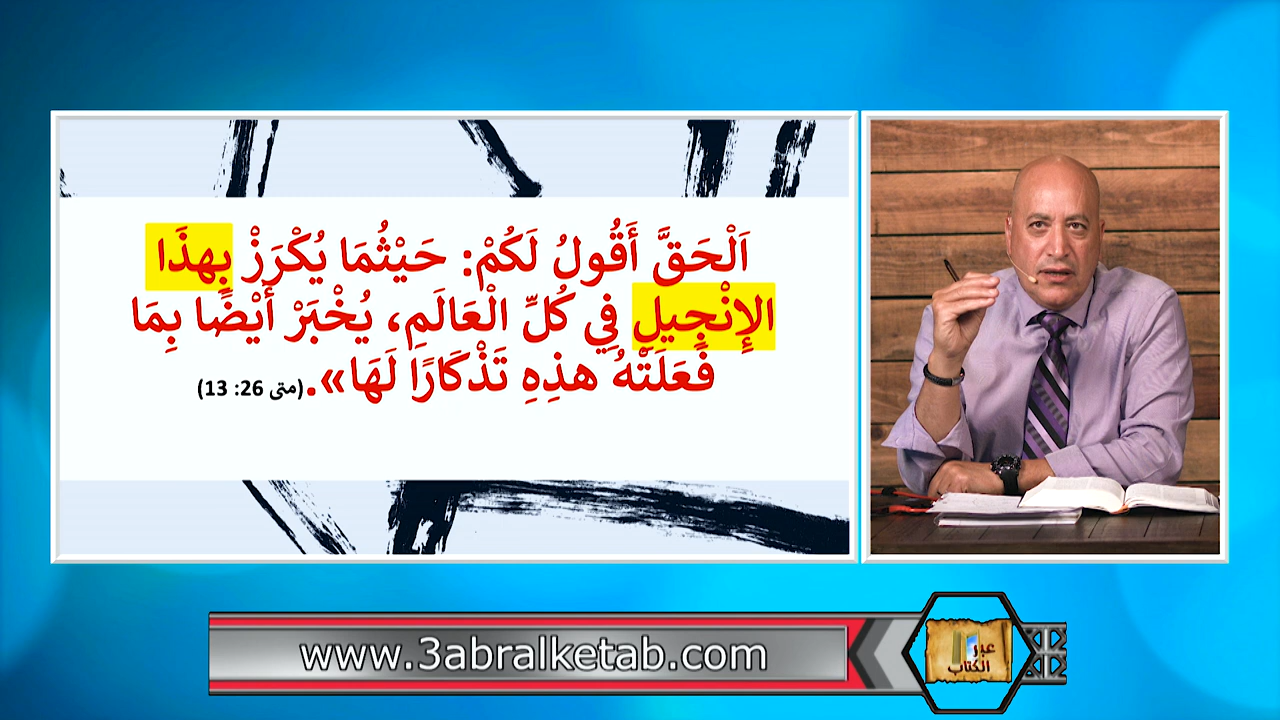 اَلْحَقَّ أَقُولُ لَكُمْ: حَيْثُمَا يُكْرَزْ بِهذَا
الإِنْجِيلِ فِي كُلِّ الْعَالَمِ، يُخْبَرْ أَيْضًا بِمَا
فَعَلَتْهُ هذِهِ تَذْكَارًا لَهَا».(متى 26: 13)
www.3abralketab.com
عبر
الكتاب